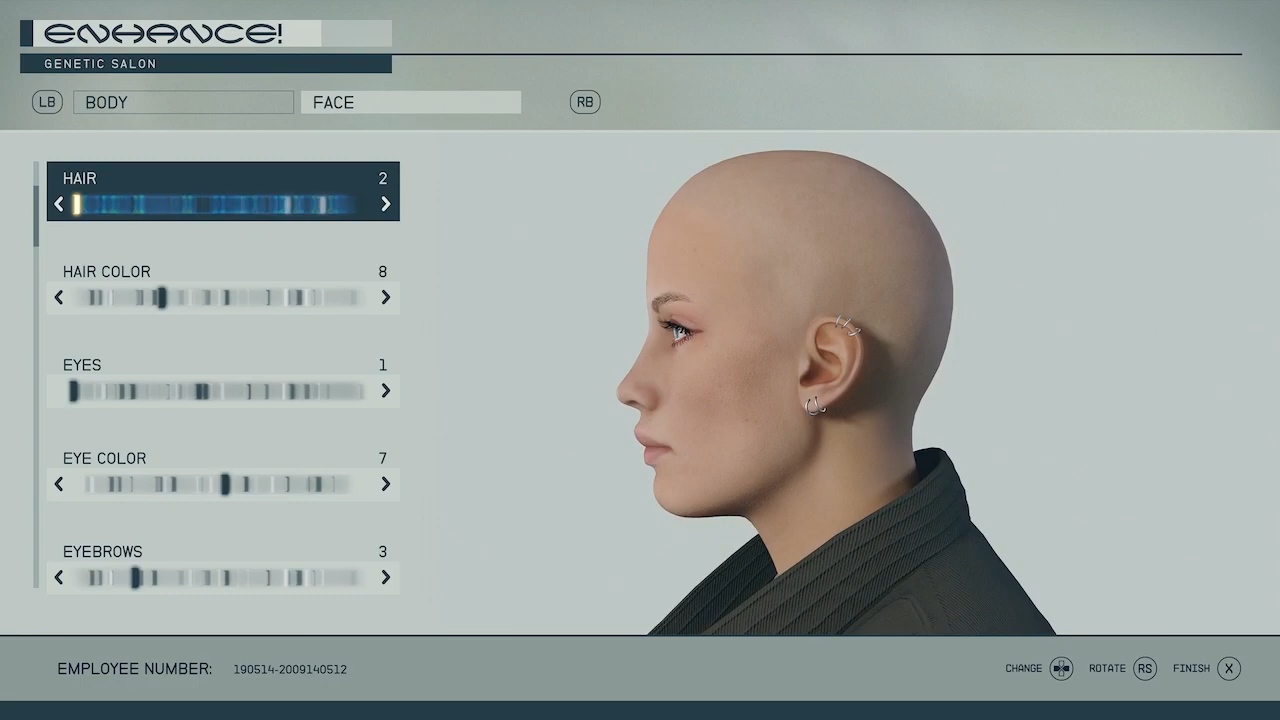 ENHANCE!
GENETIC SALON
LB BODY FACE RB
HAIR 2
HAIR COLOR 8
EYES 1
EYE COLOR 7
EYEBROWS 3
EMPLOYEE NUMBER: 190514-2009140512 CHANGE ROTATE RS FINISH X